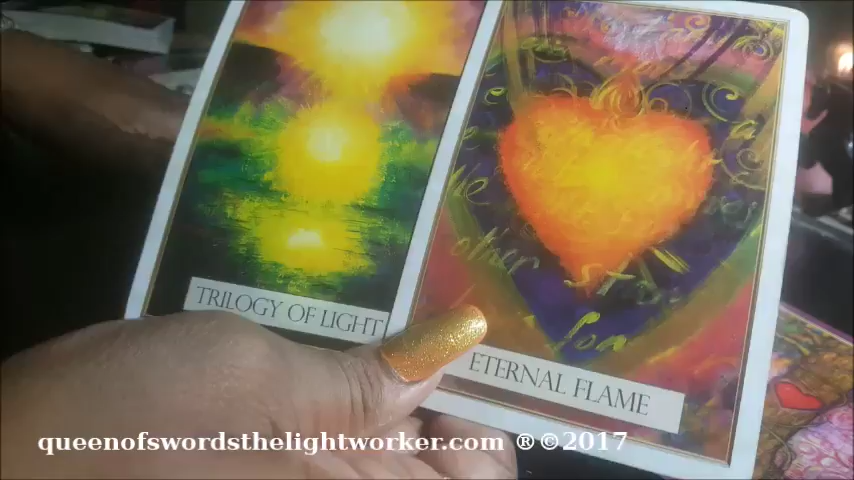 TRILOGY OF LIGHT
ETERNAL FLAME
queenofswordsthelightworker.com ®©2017